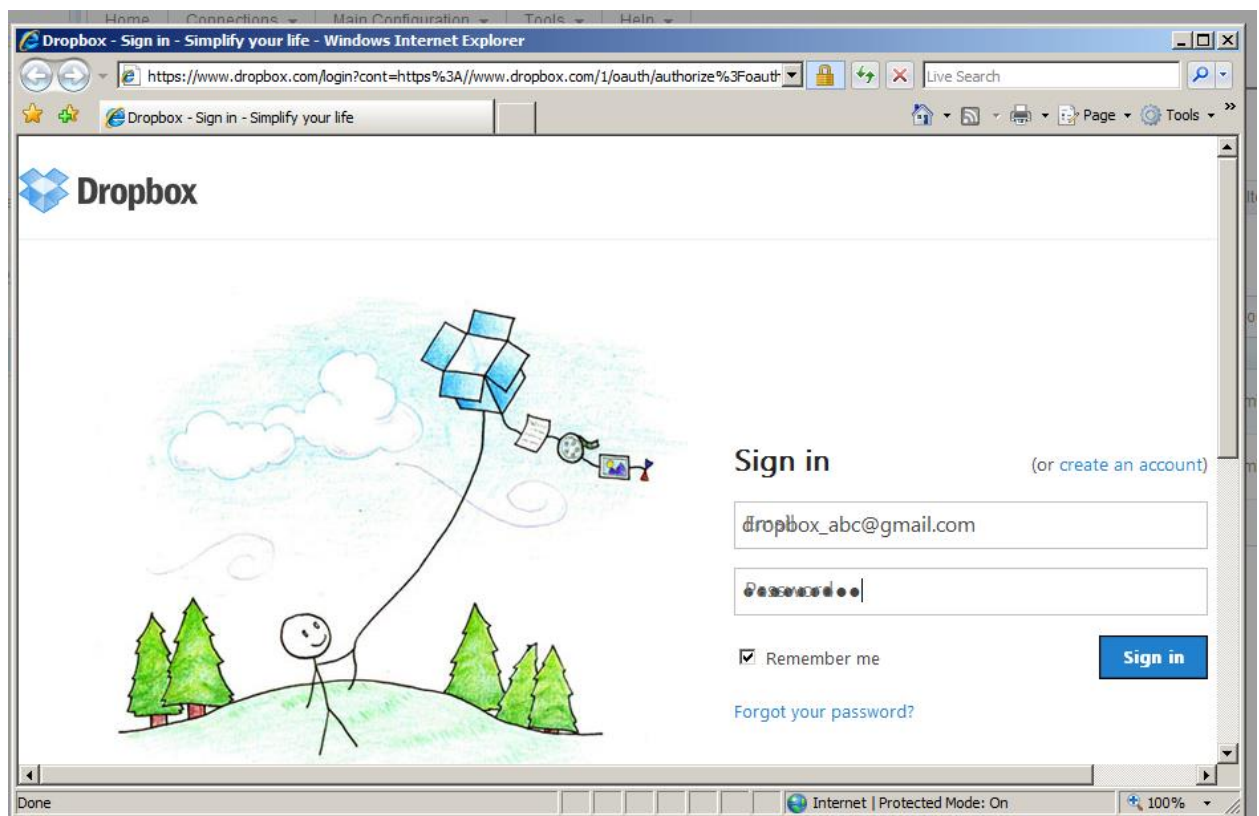 Home Connections Main Configuration Tools Help
Dropbox - Sign in - Simplify your life - Windows Internet Explorer
https://www.dropbox.com/login?cont=https%3A//www.dropbox.com/1/oauth/authorize%3Foauth
Live Search
Dropbox - Sign in - Simplify your life
Page
Tools
Dropbox
Sign in
(or create an account)
Email
dropbox_abc@gmail.com
Password
Remember me
Sign in
Forgot your password?
Done
Internet | Protected Mode: On
100%